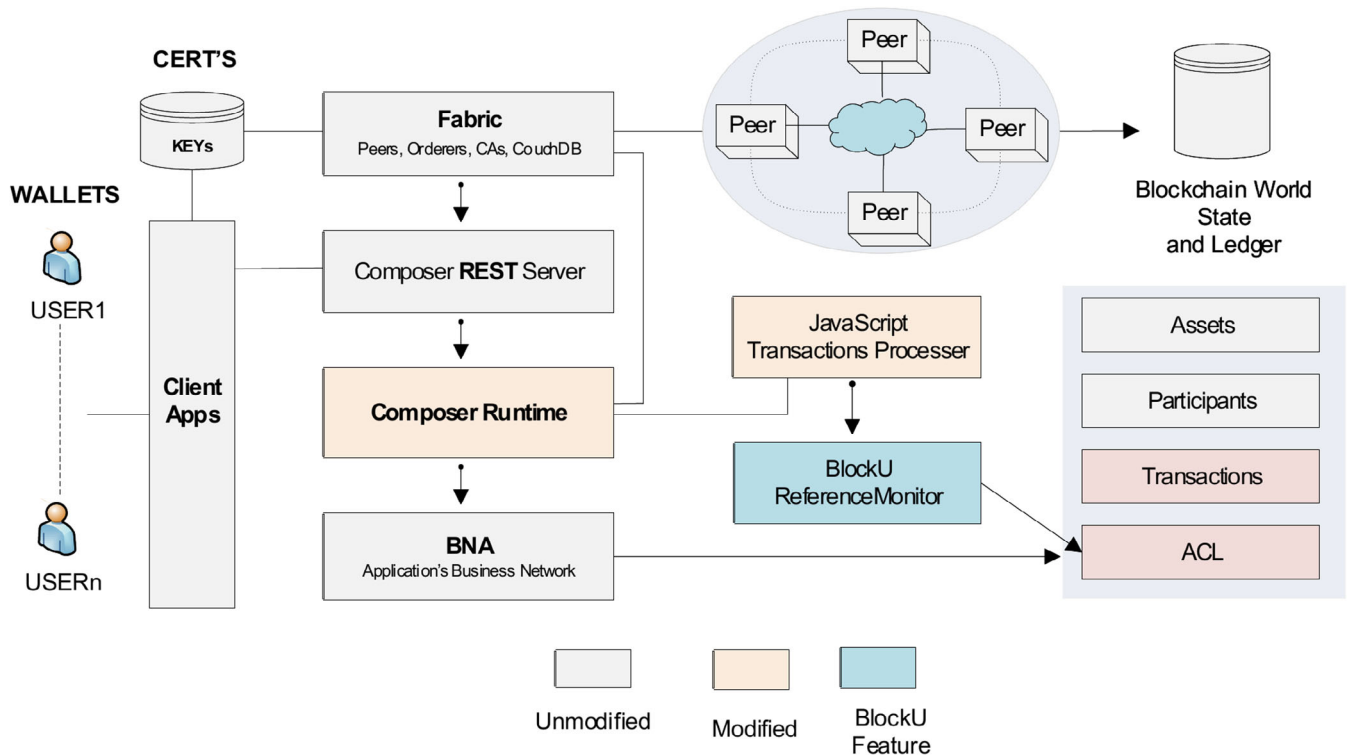 CERT'S
KEYs
WALLETS
USER1
USERn
Client
Apps
Fabric
Peers, Orderers, CAs, CouchDB
Composer REST Server
Composer Runtime
BNA
Application's Business Network
Peer
Peer
Peer
Peer
Blockchain World
State
and Ledger
JavaScript
Transactions Processer
BlockU
ReferenceMonitor
Assets
Participants
Transactions
ACL
Unmodified
Modified
BlockU
Feature